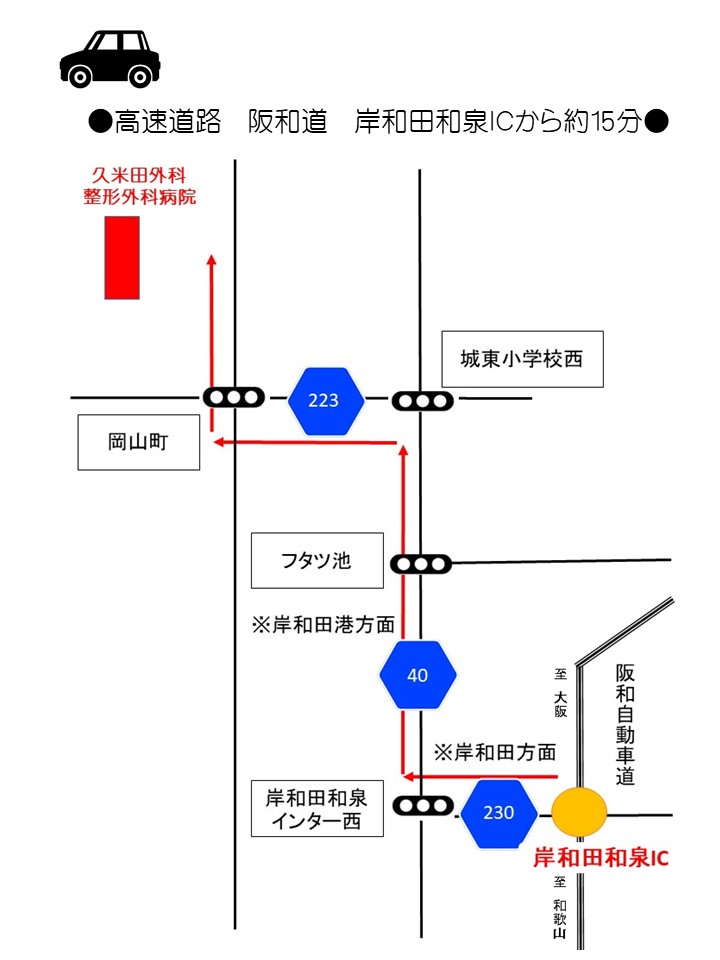 ●高速道路　阪和道　岸和田和泉ICから約15分●
久米田外科
整形外科病院
城東小学校西
223
岡山町
フタツ池
※岸和田港方面
40
至 大阪
阪和自動車道
※岸和田方面
岸和田和泉
インター西
230
岸和田和泉IC
至 和歌山